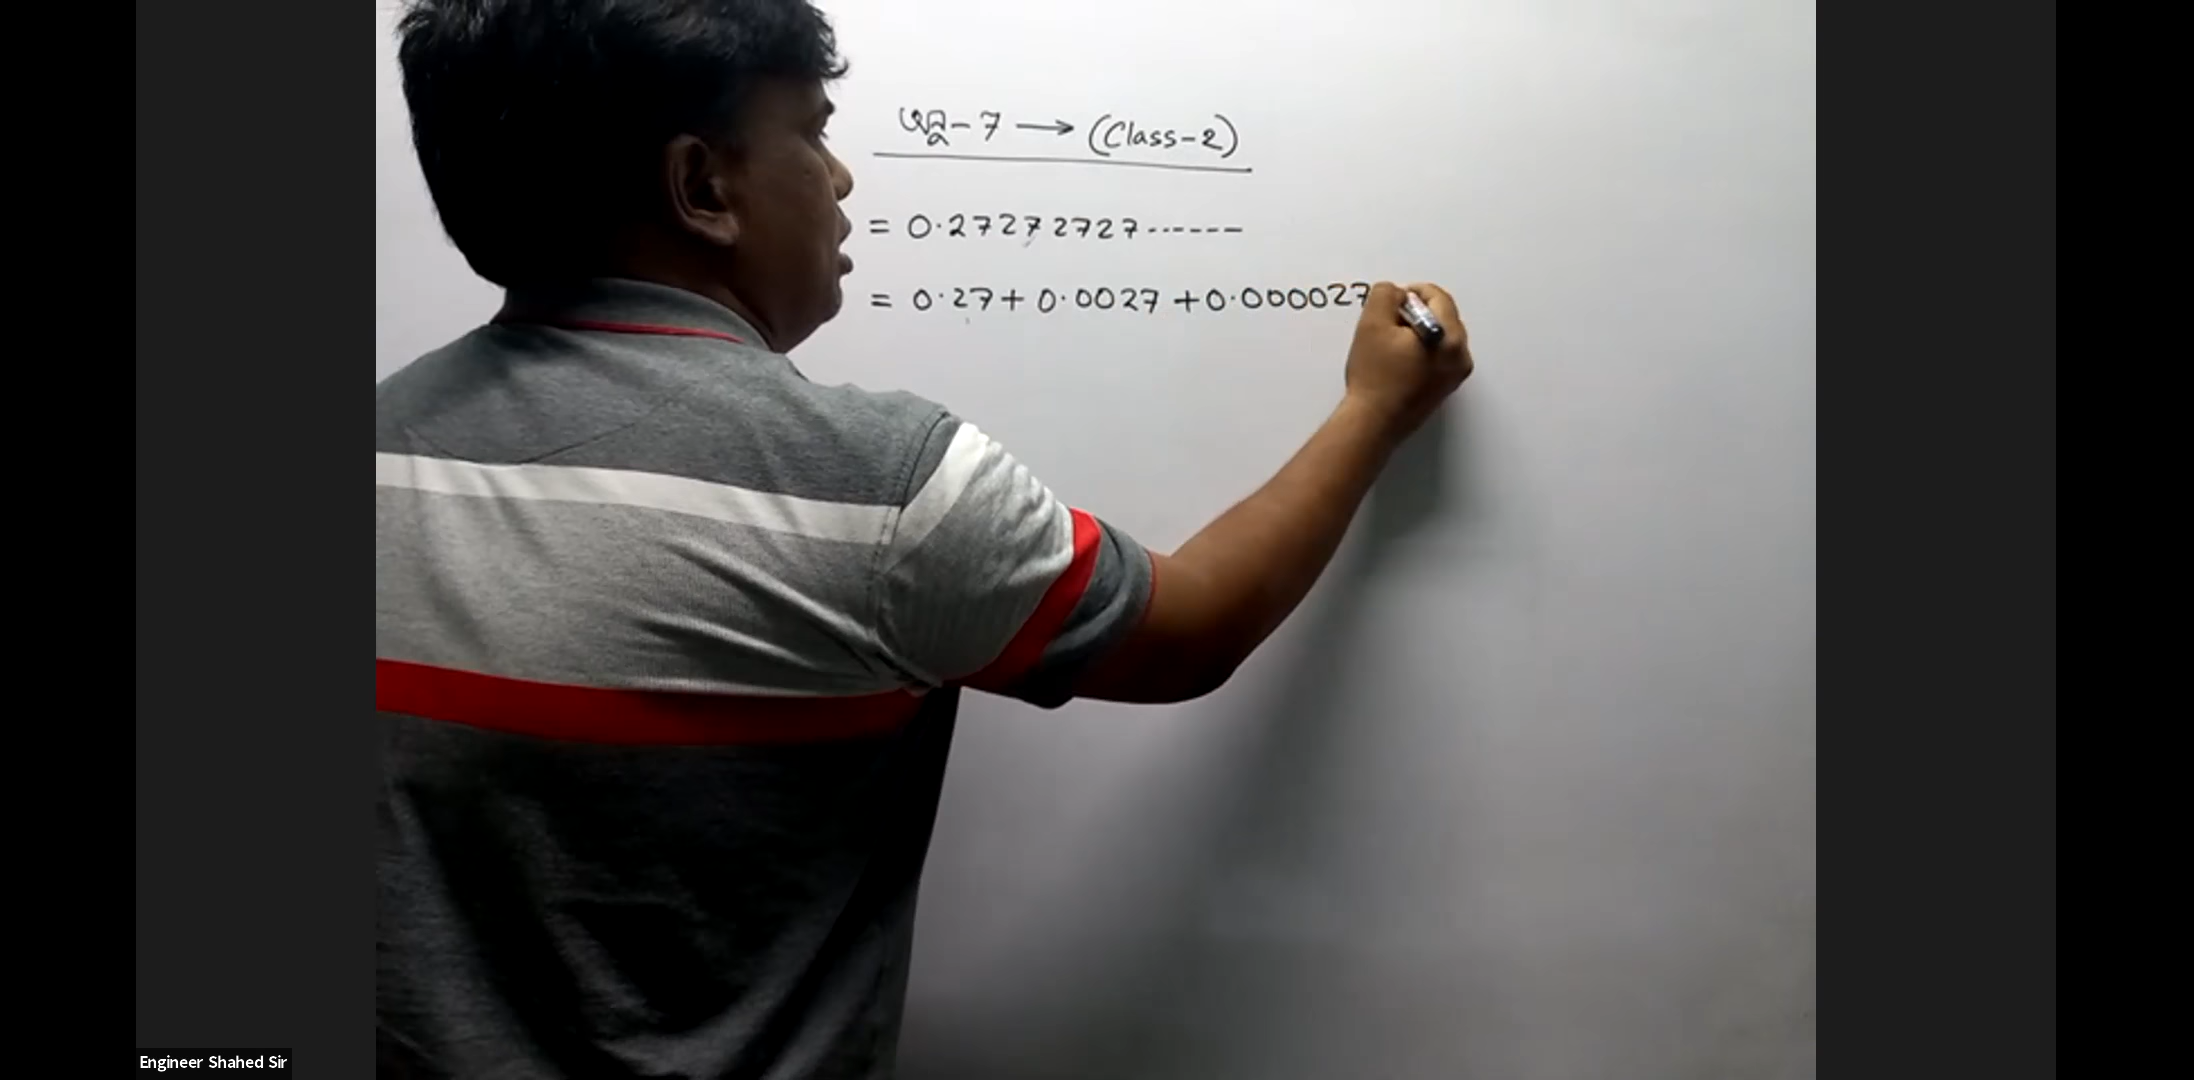 অনু-7 → (Class-2)
= 0.27272727------
= 0.27+ 0.0027 +0.000027
Engineer Shahed Sir